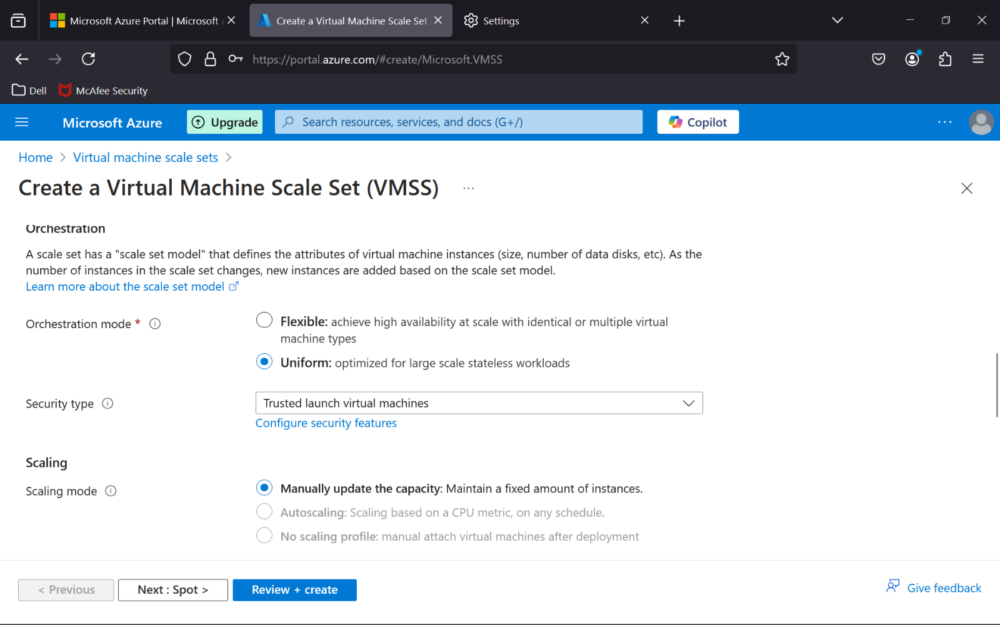 Microsoft Azure Portal | Microsoft
Create a Virtual Machine Scale Set
Settings
https://portal.azure.com/#create/Microsoft.VMSS
Dell
McAfee Security
Microsoft Azure
Upgrade
Search resources, services, and docs (G+/)
Copilot
Home > Virtual machine scale sets >
Create a Virtual Machine Scale Set (VMSS) ...
Orchestration
A scale set has a "scale set model" that defines the attributes of virtual machine instances (size, number of data disks, etc). As the
number of instances in the scale set changes, new instances are added based on the scale set model.
Learn more about the scale set model
Orchestration mode *
Flexible: achieve high availability at scale with identical or multiple virtual
machine types
Uniform: optimized for large scale stateless workloads
Security type
Trusted launch virtual machines
Configure security features
Scaling
Scaling mode
Manually update the capacity: Maintain a fixed amount of instances.
Autoscaling: Scaling based on a CPU metric, on any schedule.
No scaling profile: manual attach virtual machines after deployment
< Previous
Next : Spot >
Review + create
Give feedback